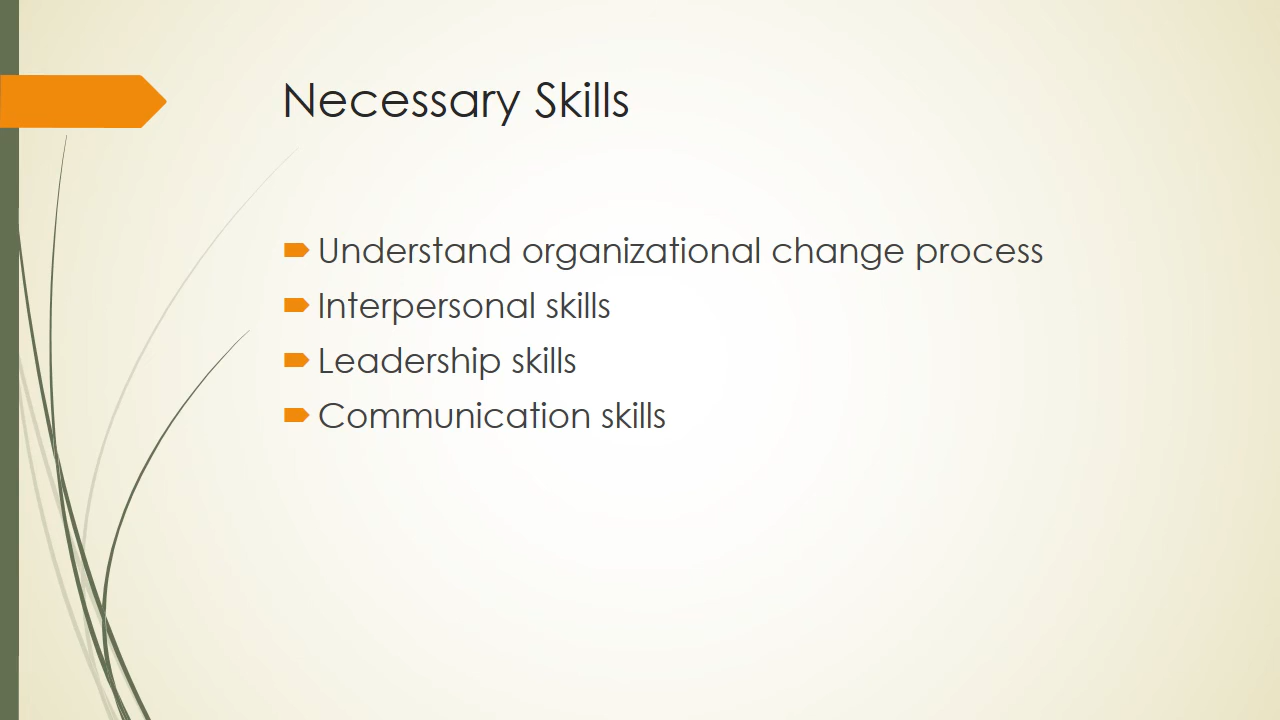 Necessary Skills
Understand organizational change process
Interpersonal skills
Leadership skills
Communication skills